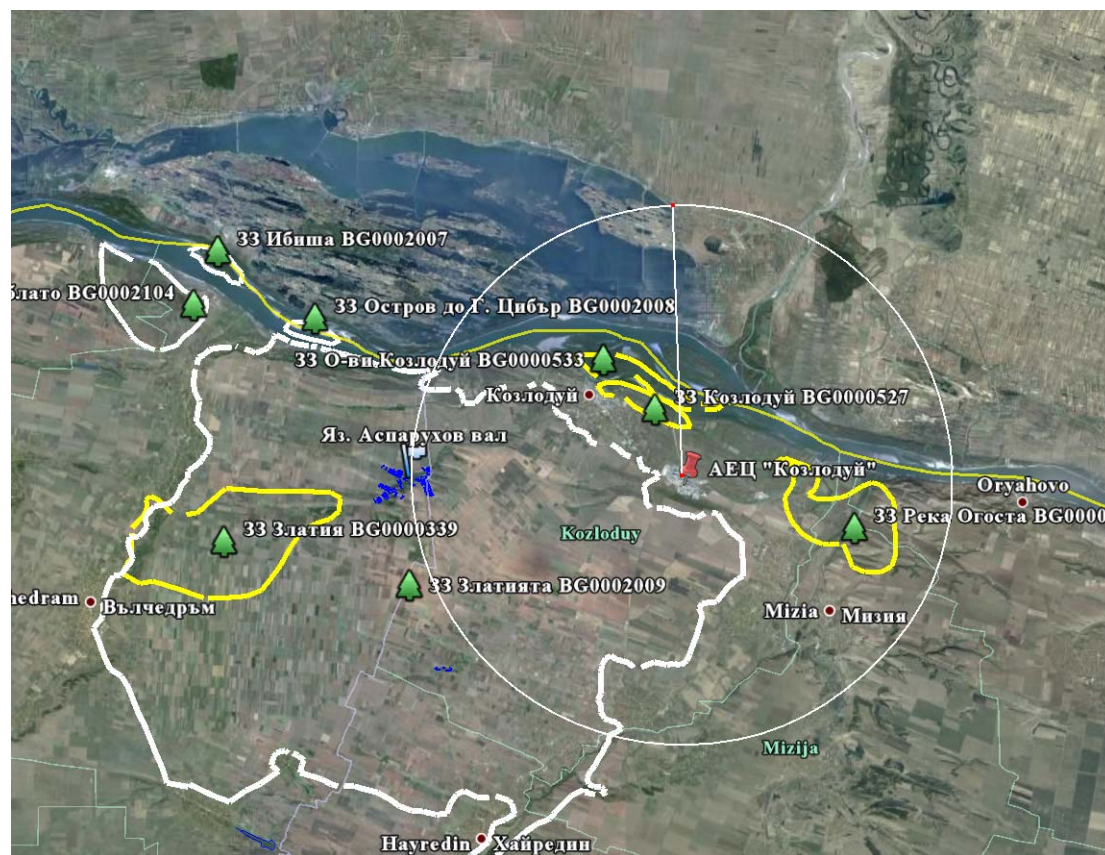 ЗЗ Ибиша BG0002007
блато BG0002104
ЗЗ Остров до Г. Цибър BG0002008
ЗЗ О-ви Козлодуй BG0000533
Козлодуй
ЗЗ Козлодуй BG0000527
Яз. Аспарухов вал
АЕЦ "Козлодуй"
Oryahovo
ЗЗ Река Огоста BG0000
ЗЗ Златия BG0000339
Kozloduy
ЗЗ Златията BG0002009
hedram
Вълчедръм
Mizia
Мизия
Mizija
Hayredin
Хайредин